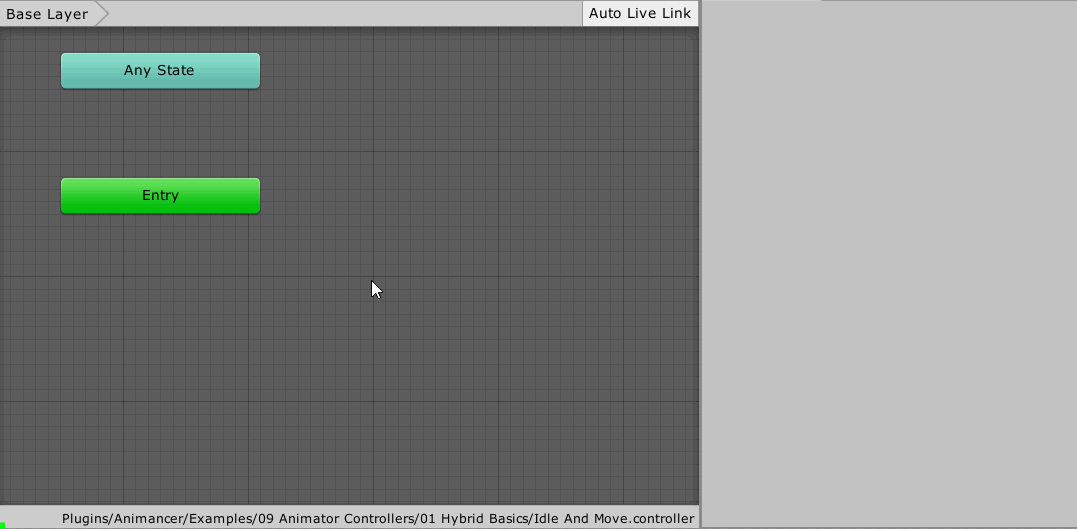 Base Layer
Auto Live Link
Any State
Entry
Plugins/Animancer/Examples/09 Animator Controllers/01 Hybrid Basics/Idle And Move.controller